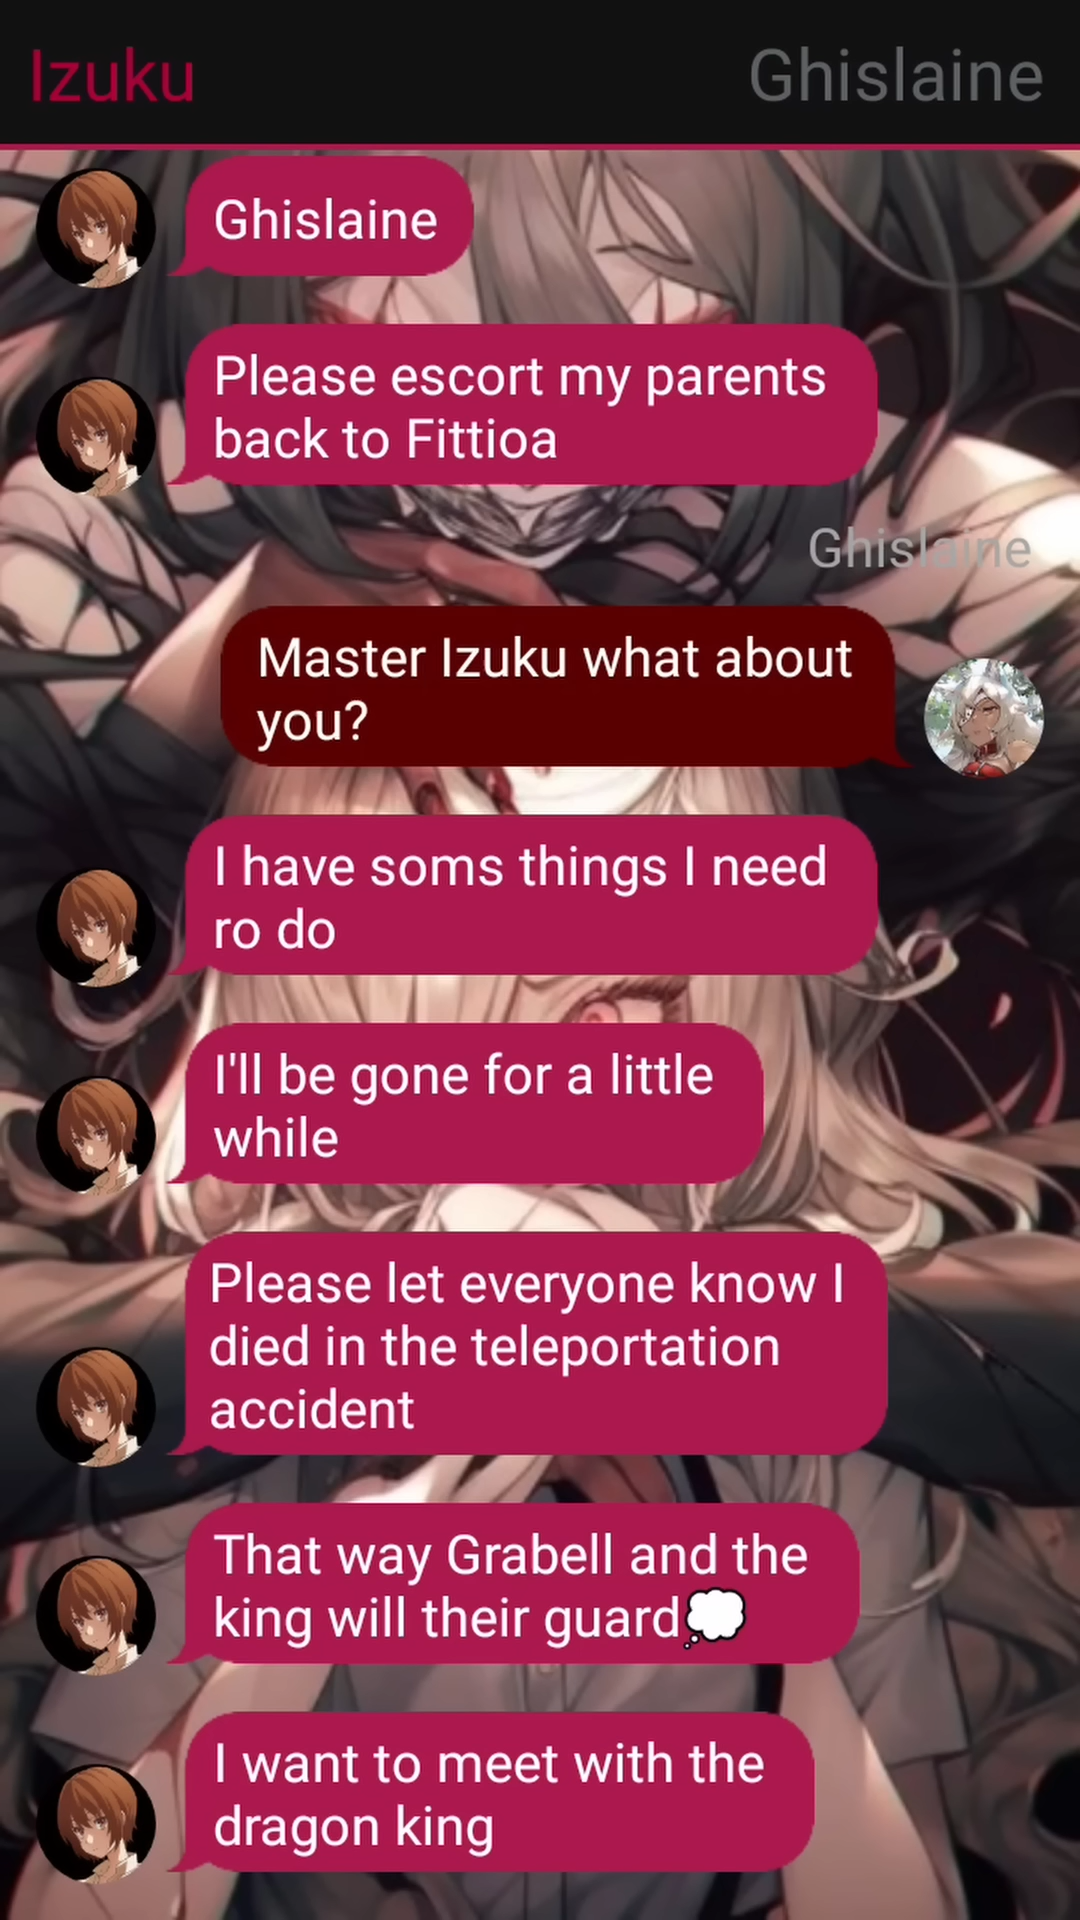 Izuku
Ghislaine
Ghislaine
Please escort my parents
back to Fittioa
Ghislaine
Master Izuku what about
you?
I have soms things I need
ro do
I'll be gone for a little
while
Please let everyone know I
died in the teleportation
accident
That way Grabell and the
king will their guard💭
I want to meet with the
dragon king